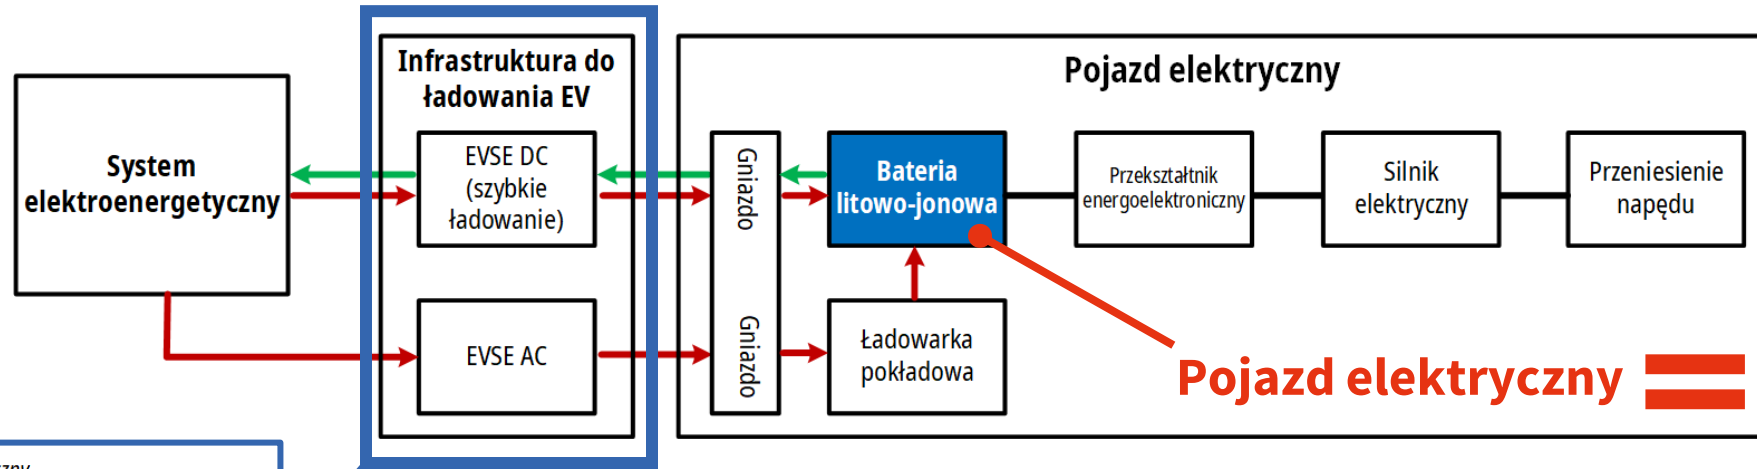 System
elektroenergetyczny
Infrastruktura do
ładowania EV
EVSE DC
(szybkie
ładowanie)
EVSE AC
Pojazd elektryczny
Gniazdo
Gniazdo
Bateria
litowo-jonowa
Ładowarka
pokładowa
Przekształtnik
energoelektroniczny
Silnik
elektryczny
Przeniesienie
napędu
Pojazd elektryczny =